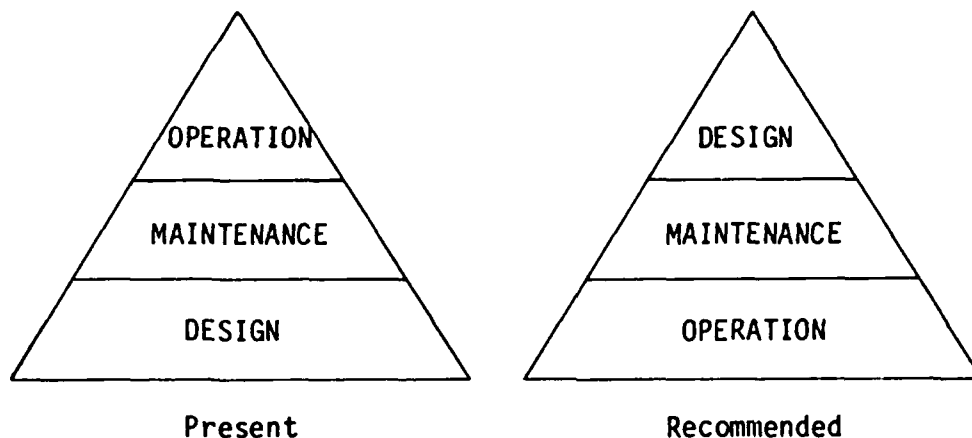 OPERATION
MAINTENANCE
DESIGN
Present
DESIGN
MAINTENANCE
OPERATION
Recommended